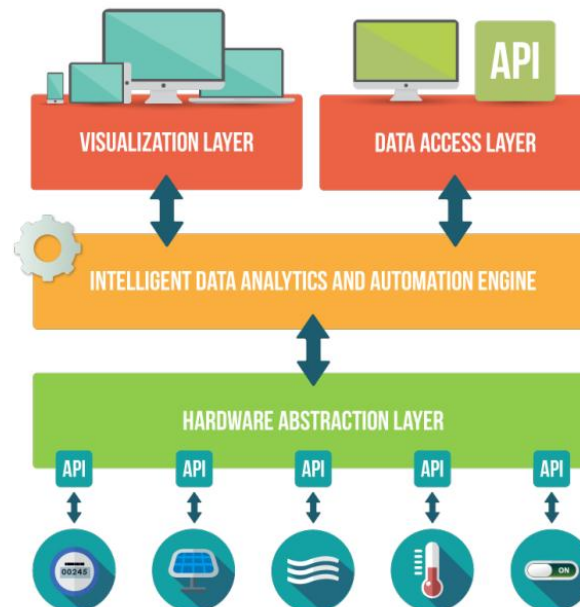 API
VISUALIZATION LAYER
DATA ACCESS LAYER
INTELLIGENT DATA ANALYTICS AND AUTOMATION ENGINE
HARDWARE ABSTRACTION LAYER
API API API API API
00245
ON